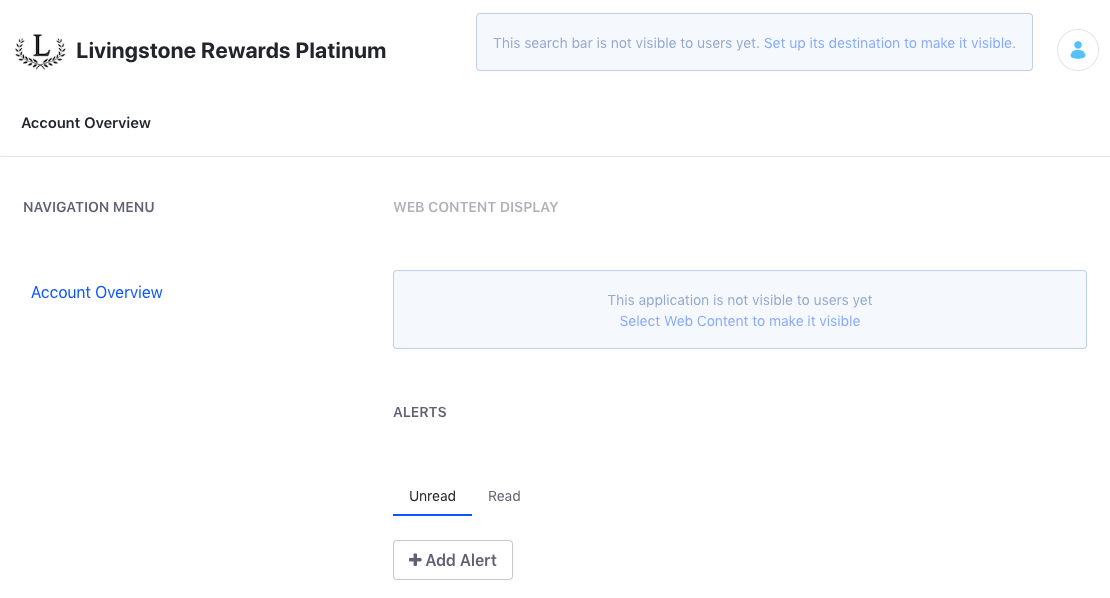 L
Livingstone Rewards Platinum
This search bar is not visible to users yet. Set up its destination to make it visible.
Account Overview
NAVIGATION MENU
WEB CONTENT DISPLAY
Account Overview
This application is not visible to users yet
Select Web Content to make it visible
ALERTS
Unread Read
Add Alert